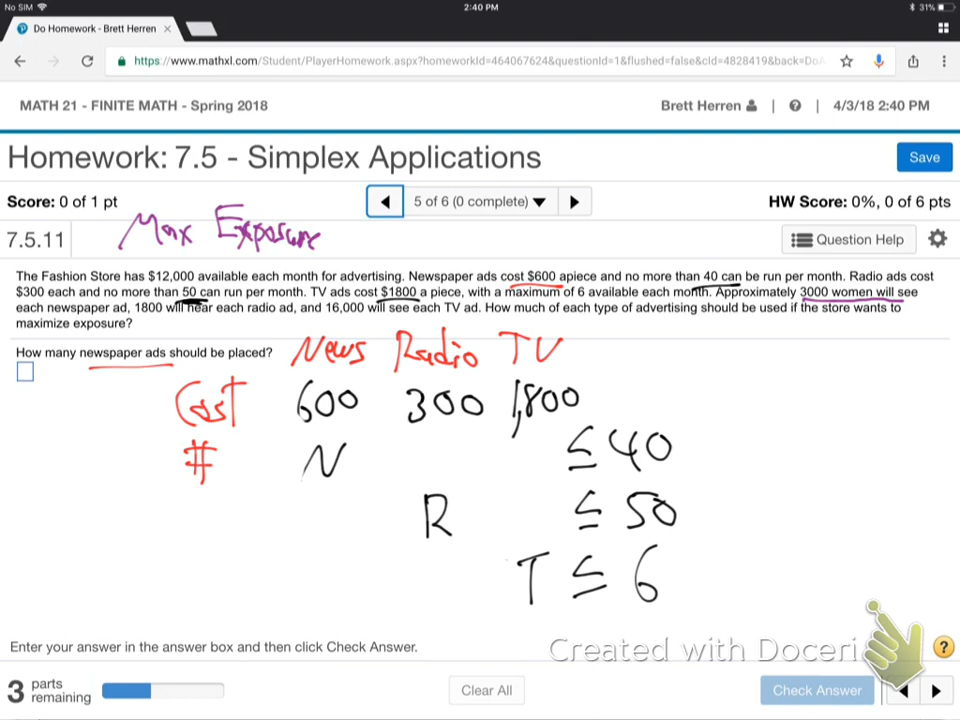 No SIM 2:40 PM 31%
Do Homework - Brett Herren ×
https://www.mathxl.com/Student/PlayerHomework.aspx?homeworkId=464067624&questionId=1&flushed=false&cld=4828419&back=DoA
MATH 21 - FINITE MATH - Spring 2018 Brett Herren | ? | 4/3/18 2:40 PM
Homework: 7.5 - Simplex Applications Save
Score: 0 of 1 pt 5 of 6 (0 complete) HW Score: 0%, 0 of 6 pts
7.5.11 Max Exposure Question Help
The Fashion Store has $12,000 available each month for advertising. Newspaper ads cost $600 apiece and no more than 40 can be run per month. Radio ads cost
$300 each and no more than 50 can run per month. TV ads cost $1800 a piece, with a maximum of 6 available each month. Approximately 3000 women will see
each newspaper ad, 1800 will hear each radio ad, and 16,000 will see each TV ad. How much of each type of advertising should be used if the store wants to
maximize exposure?
How many newspaper ads should be placed? News Radio TV
Cost 600 300 1,800
# N ≤ 40
R ≤ 50
T ≤ 6
Enter your answer in the answer box and then click Check Answer. Created with Doceri
?
3 parts remaining Clear All Check Answer